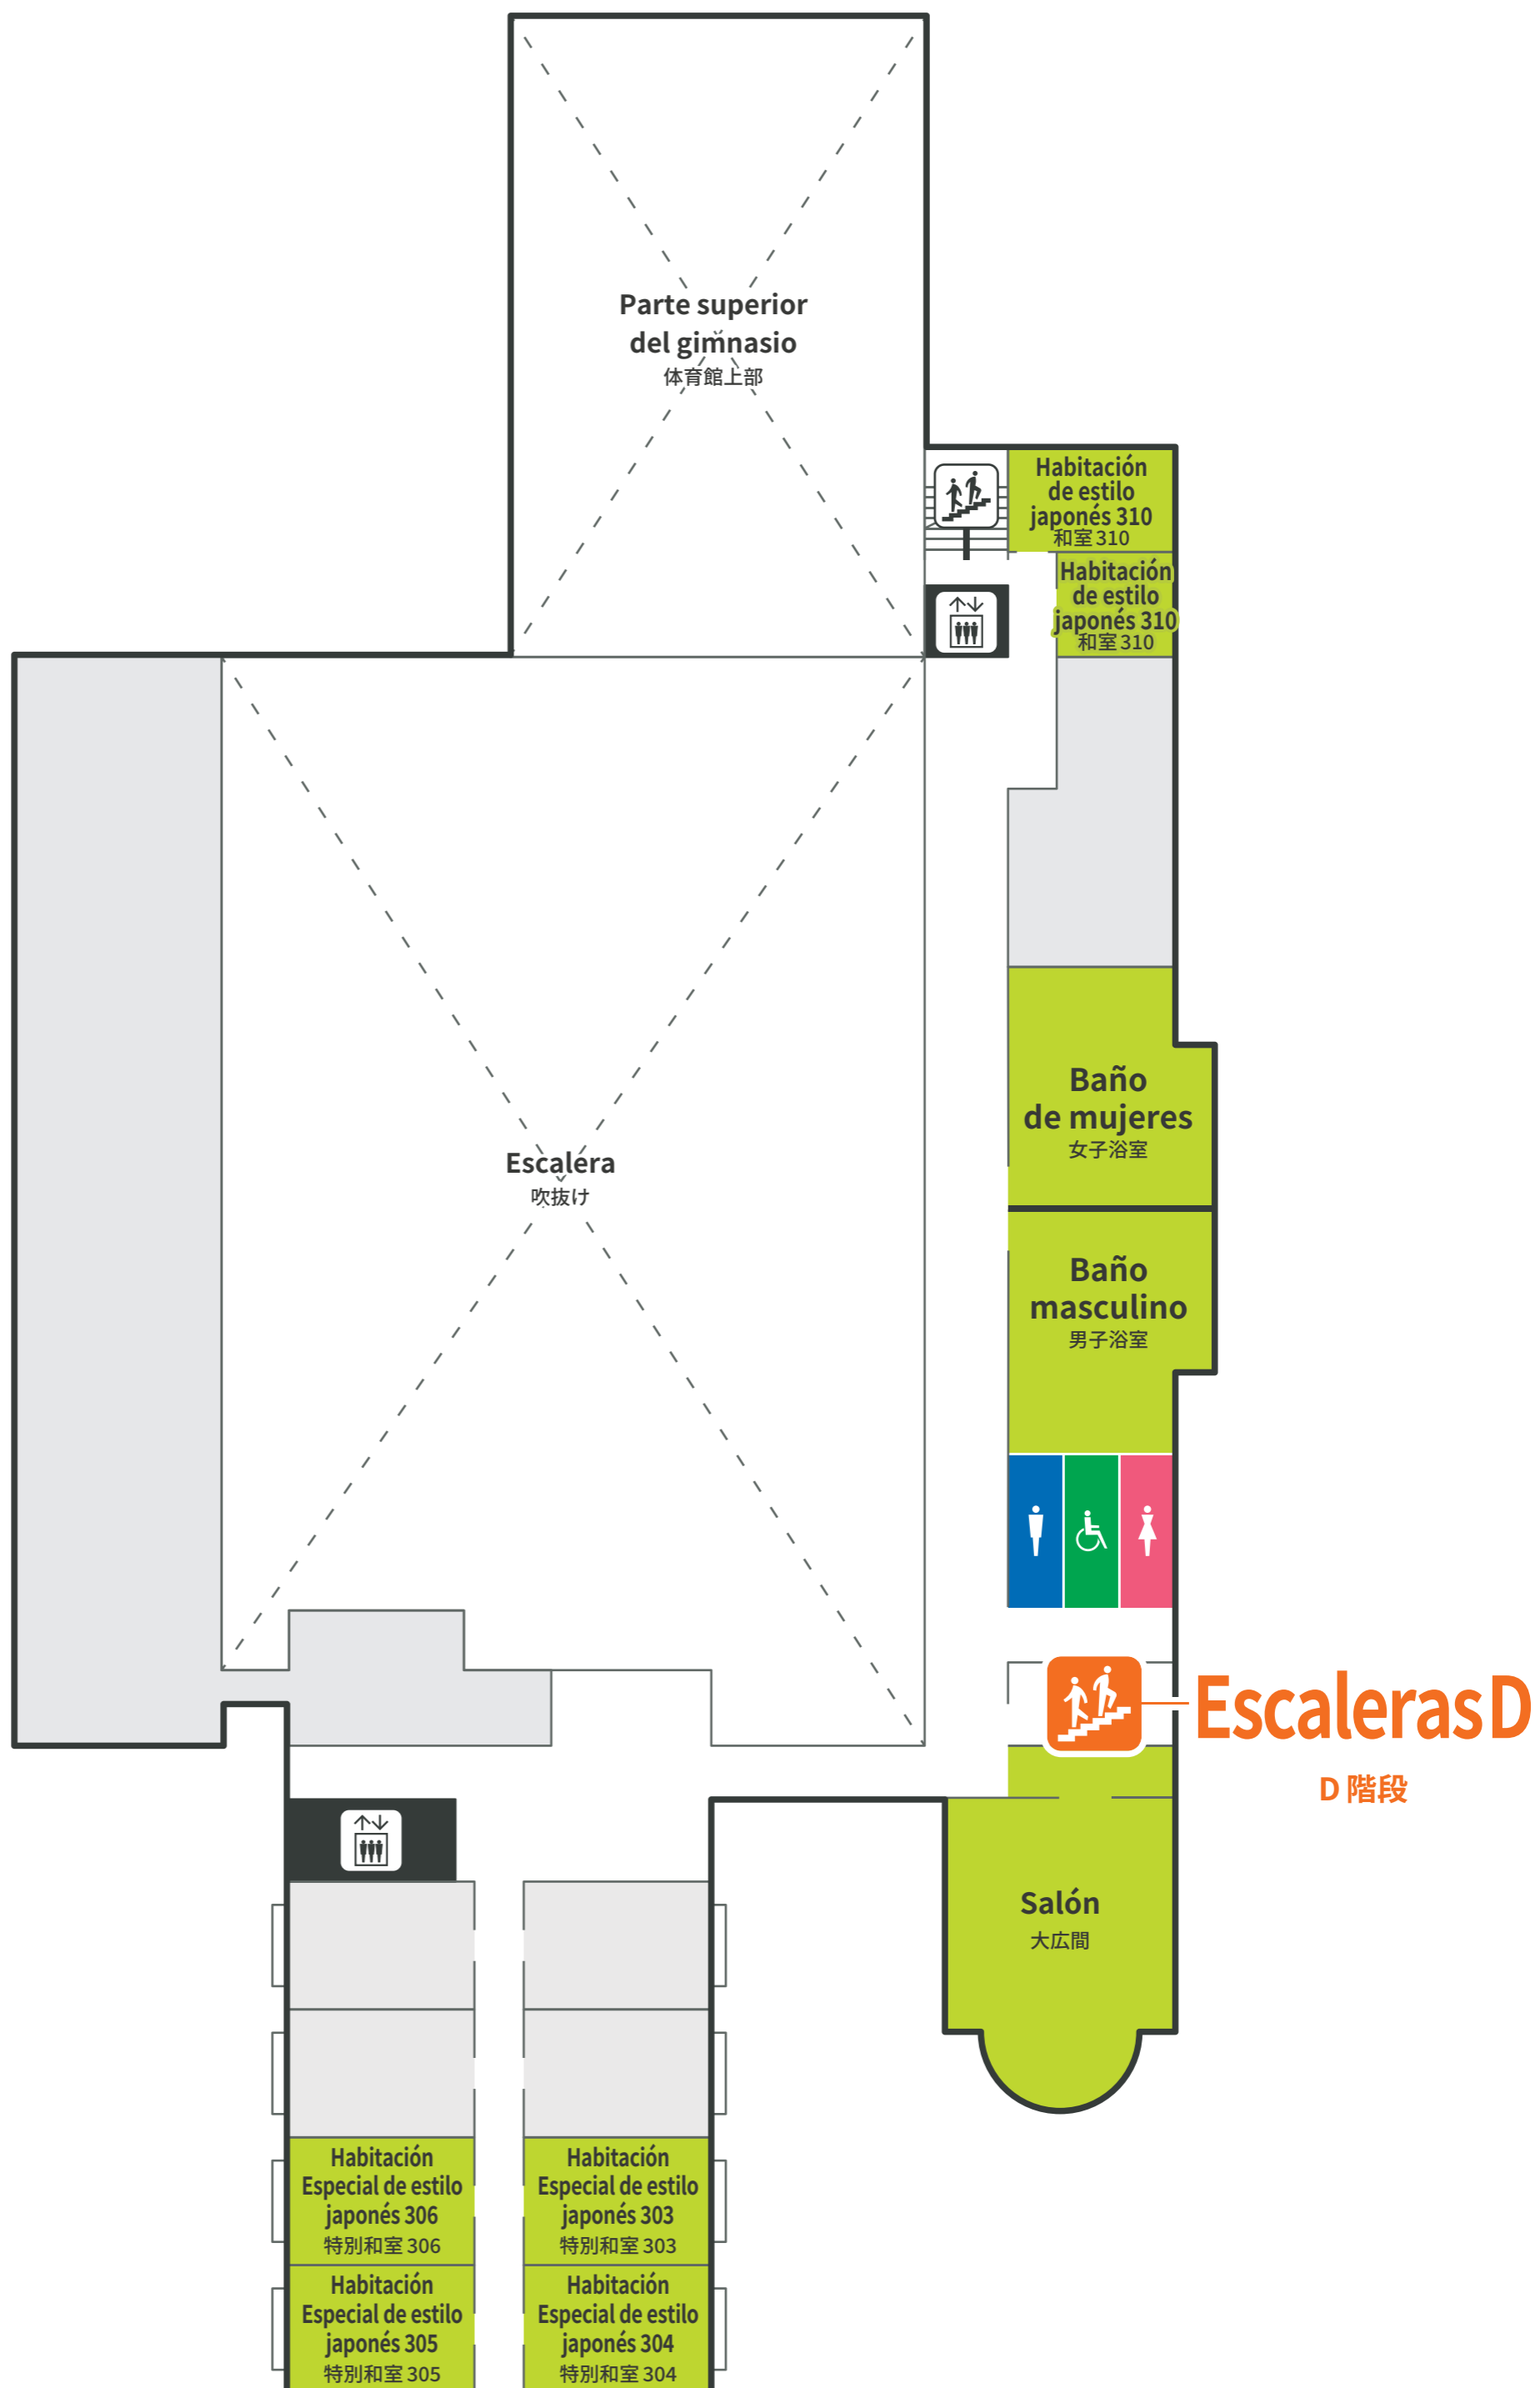 Parte superior
del gimnasio
体育館上部
Habitación
de estilo
japonés 310
和室 310
Habitación
de estilo
japonés 310
和室 310
Baño
de mujeres
女子浴室
Escalera
吹抜け
Baño
masculino
男子浴室
Escaleras D
D 階段
Salón
大広間
Habitación
Especial de estilo
japonés 306
特別和室 306
Habitación
Especial de estilo
japonés 303
特別和室 303
Habitación
Especial de estilo
japonés 305
特別和室 305
Habitación
Especial de estilo
japonés 304
特別和室 304